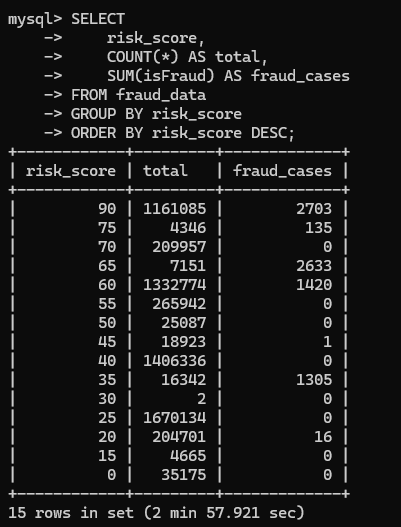 mysql> SELECT
    ->     risk_score,
    ->     COUNT(*) AS total,
    ->     SUM(isFraud) AS fraud_cases
    -> FROM fraud_data
    -> GROUP BY risk_score
    -> ORDER BY risk_score DESC;
+------------+---------+-------------+
| risk_score | total   | fraud_cases |
+------------+---------+-------------+
|         90 | 1161085 |        2703 |
|         75 |    4346 |         135 |
|         70 |  209957 |           0 |
|         65 |    7151 |        2633 |
|         60 | 1332774 |        1420 |
|         55 |  265942 |           0 |
|         50 |   25087 |           0 |
|         45 |   18923 |           1 |
|         40 | 1406336 |           0 |
|         35 |   16342 |        1305 |
|         30 |       2 |           0 |
|         25 | 1670134 |           0 |
|         20 |  204701 |          16 |
|         15 |    4665 |           0 |
|          0 |   35175 |           0 |
+------------+---------+-------------+
15 rows in set (2 min 57.921 sec)